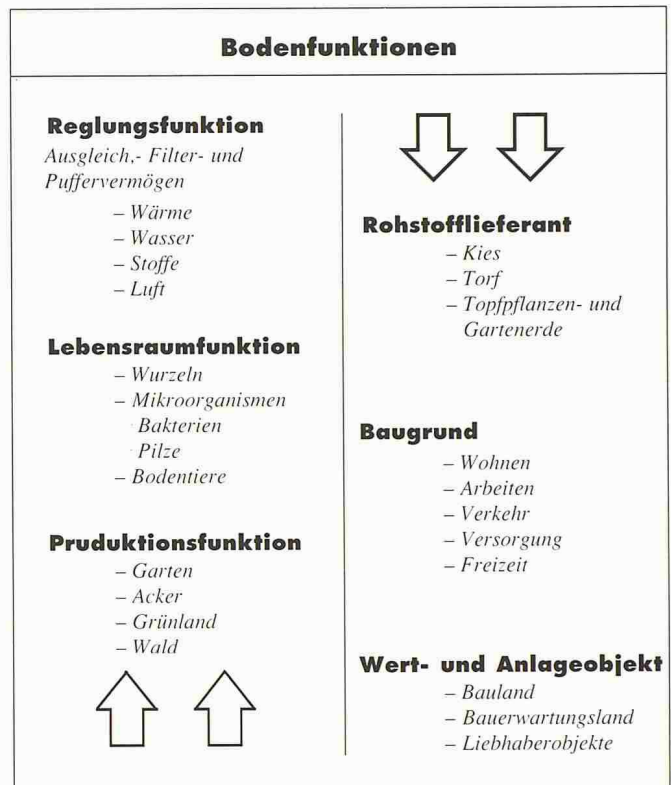 Bodenfunktionen
Reglungsfunktion
Ausgleich,- Filter- und
Puffervermögen
– Wärme
– Wasser
– Stoffe
– Luft
Lebensraumfunktion
– Wurzeln
– Mikroorganismen
Bakterien
Pilze
– Bodentiere
Pruduktionsfunktion
– Garten
– Acker
– Grünland
– Wald
Rohstofflieferant
– Kies
– Torf
– Topfpflanzen- und
Gartenerde
Baugrund
– Wohnen
– Arbeiten
– Verkehr
– Versorgung
– Freizeit
Wert- und Anlageobjekt
– Bauland
– Bauerwartungsland
– Liebhaberobjekte